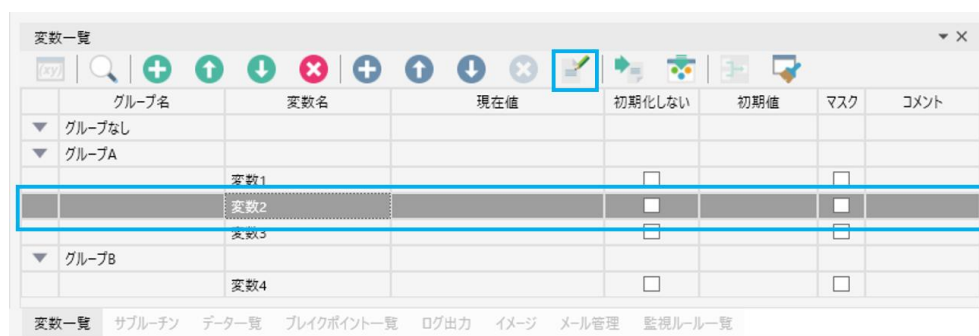 変数一覧
(xy)
グループ名 変数名 現在値 初期化しない 初期値 マスク コメント
グループなし
グループA
変数1
変数2
変数3
グループB
変数4
変数一覧 サブルーチン データ一覧 ブレイクポイント一覧 ログ出力 イメージ メール管理 監視ルール一覧